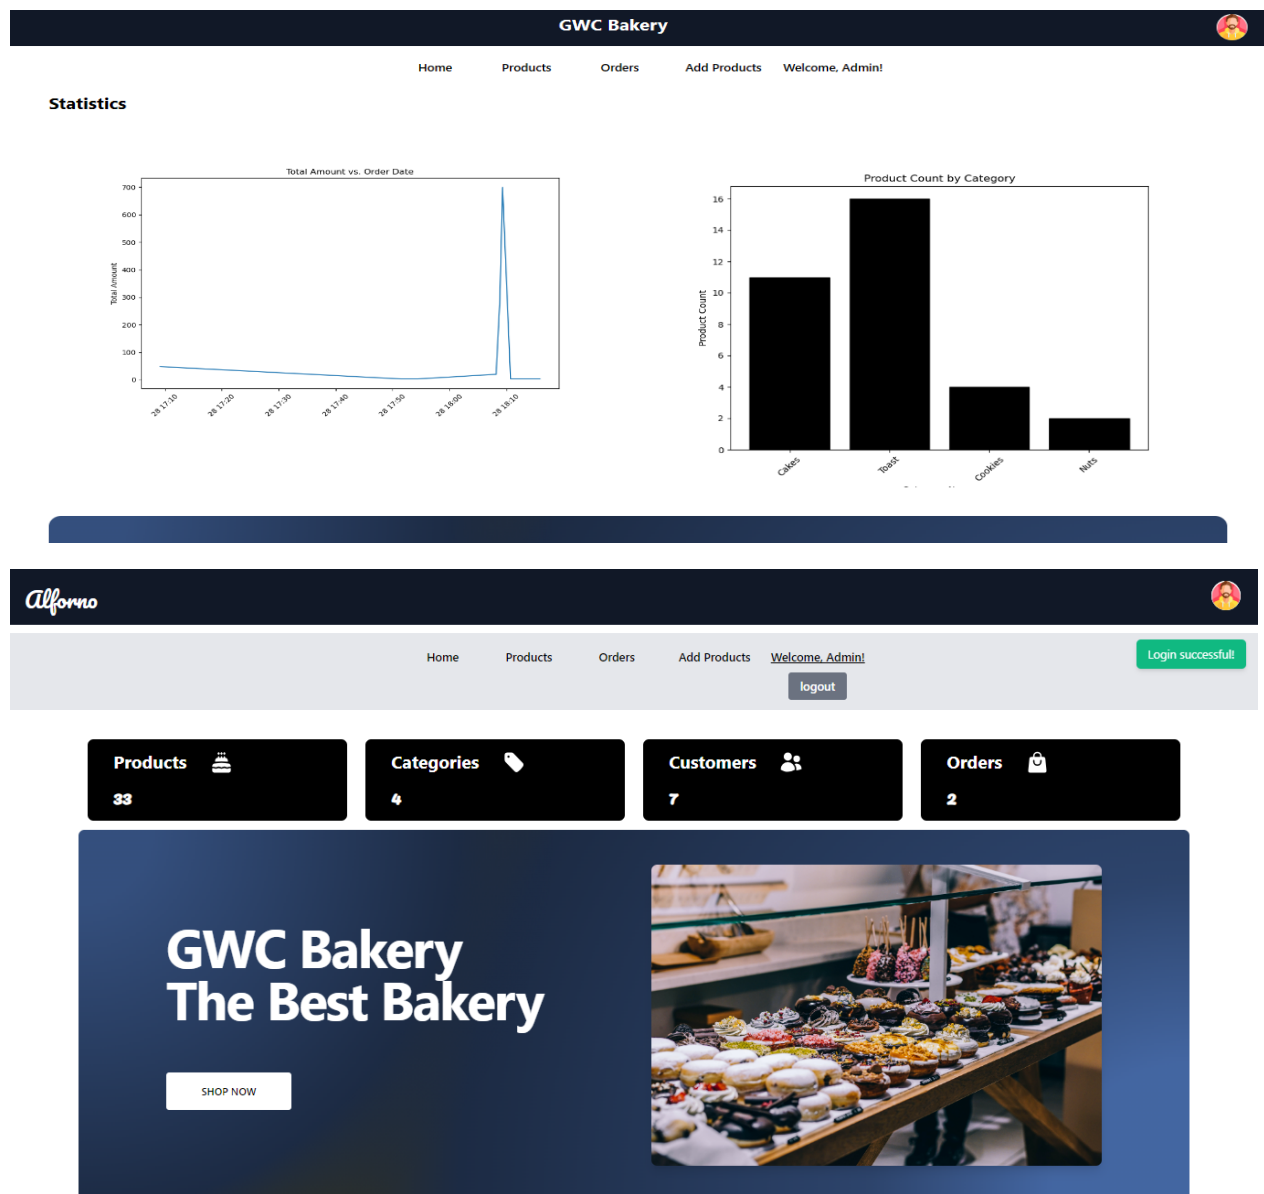 GWC Bakery
Home Products Orders Add Products Welcome, Admin!
Statistics
Total Amount vs. Order Date
Total Amount
700
600
500
400
300
200
100
0
28 17:10 28 17:20 28 17:30 28 17:40 28 17:50 28 18:00 28 18:10
Product Count by Category
Product Count
16
14
12
10
8
6
4
2
0
Cakes Toast Cookies Nuts
Alforno
Home Products Orders Add Products Welcome, Admin!
Login successful!
logout
Products Categories Customers Orders
33 4 7 2
GWC Bakery
The Best Bakery
SHOP NOW